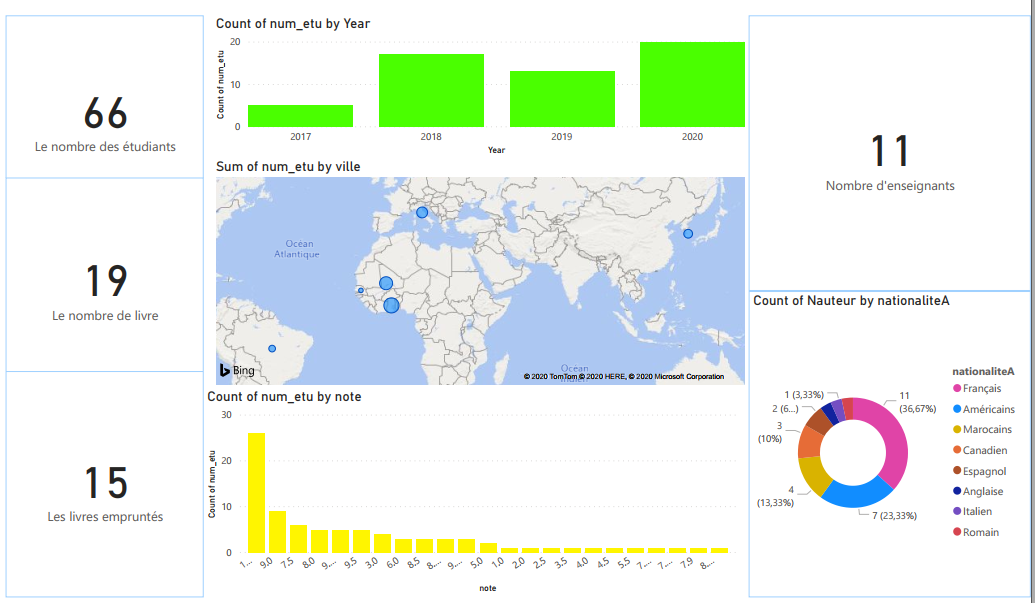 66
Le nombre des étudiants
19
Le nombre de livre
15
Les livres empruntés
Count of num_etu by Year
Count of num_etu
20
10
0
2017
2018
2019
2020
Year
Sum of num_etu by ville
Océan
Atlantique
Océan
Bing
© 2020 TomTom © 2020 HERE, © 2020 Microsoft Corporation
Count of num_etu by note
Count of num_etu
30
20
10
0
1...
9.0
7.5
8.0
9....
9.5
3.0
6.0
8.5
8....
9....
5.0
1.0
2.0
2.5
3.5
4.0
4.5
5.5
7....
7....
7.9
8....
note
11
Nombre d'enseignants
Count of Nauteur by nationaliteA
nationaliteA
Français
Américains
Marocains
Canadien
Espagnol
Anglaise
Italien
Romain
1 (3,33%)
2 (6...)
3
(10%)
4
(13,33%)
7 (23,33%)
11
(36,67%)